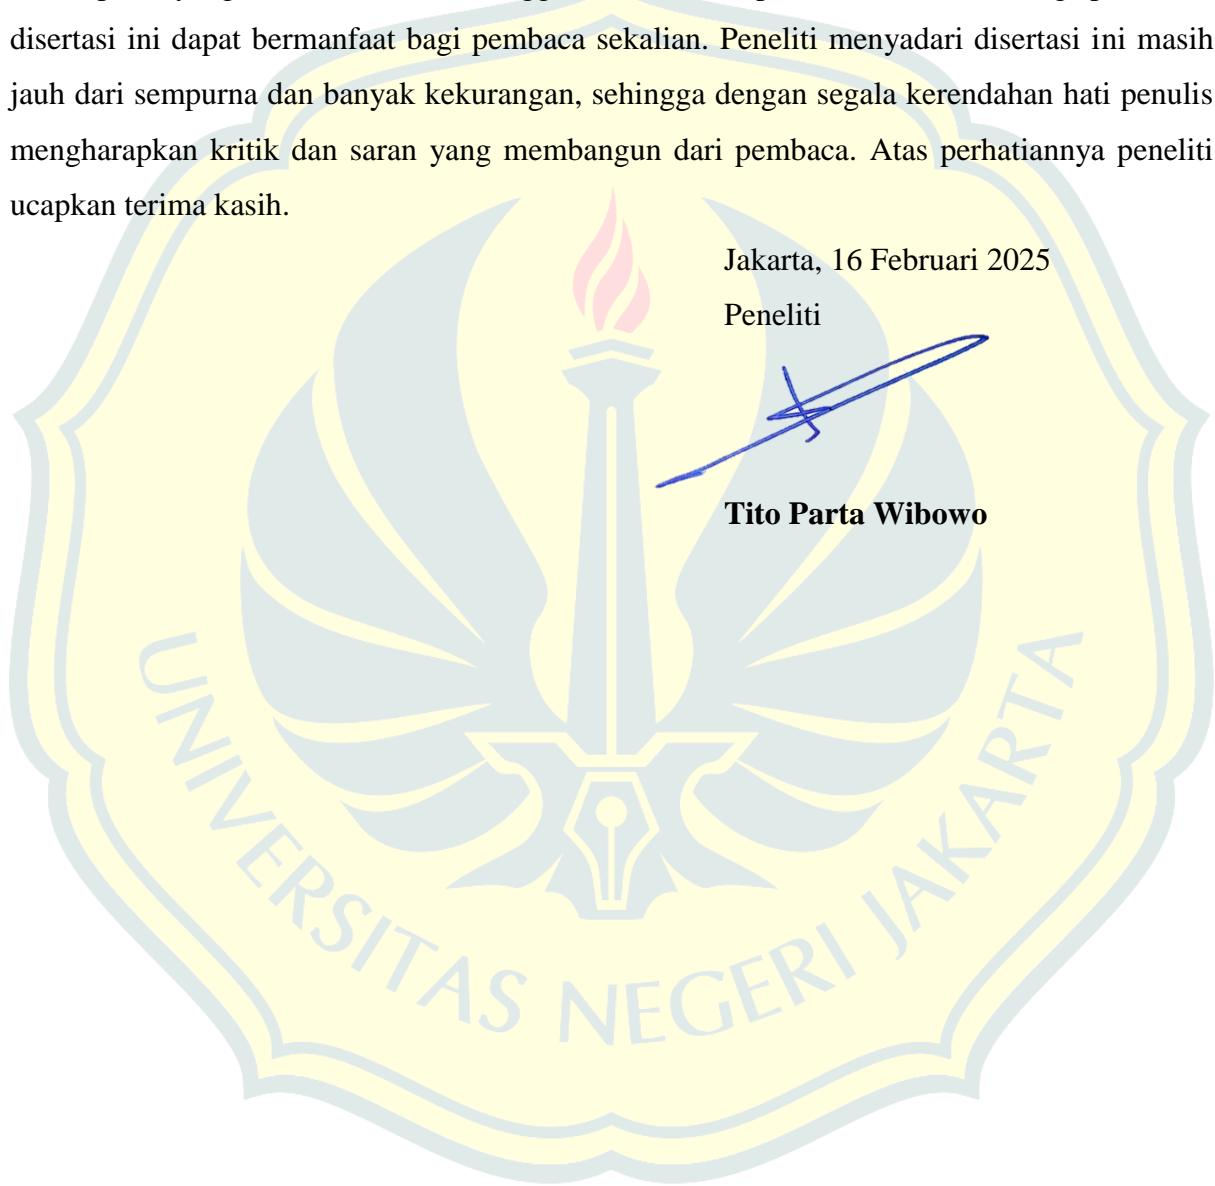 disertasi ini dapat bermanfaat bagi pembaca sekalian. Peneliti menyadari disertasi ini masih
jauh dari sempurna dan banyak kekurangan, sehingga dengan segala kerendahan hati penulis
mengharapkan kritik dan saran yang membangun dari pembaca. Atas perhatiannya peneliti
ucapkan terima kasih.
Jakarta, 16 Februari 2025
Peneliti
Tito Parta Wibowo
UNIVERSITAS NEGERI JAKARTA